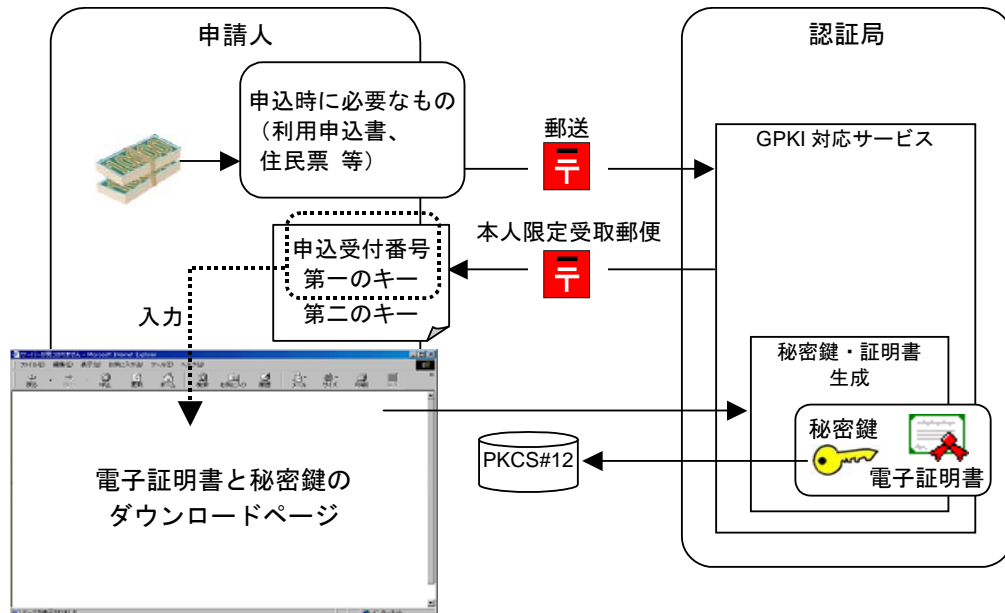 申請人
認証局
申込時に必要なもの
（利用申込書、
住民票 等）
郵送
〒
GPKI 対応サービス
本人限定受取郵便
〒
申込受付番号
第一のキー
第二のキー
入力
秘密鍵・証明書
生成
秘密鍵
電子証明書
PKCS#12
電子証明書と秘密鍵の
ダウンロードページ